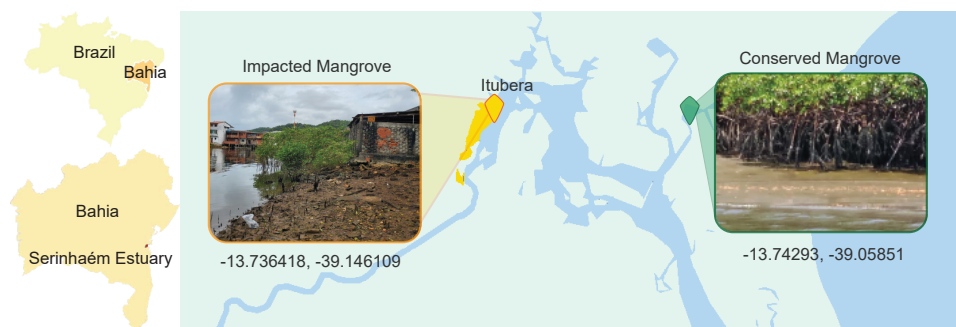 Brazil
Bahia
Bahia
Serinhaém Estuary
Impacted Mangrove
-13.736418, -39.146109
Itubera
Conserved Mangrove
-13.74293, -39.05851